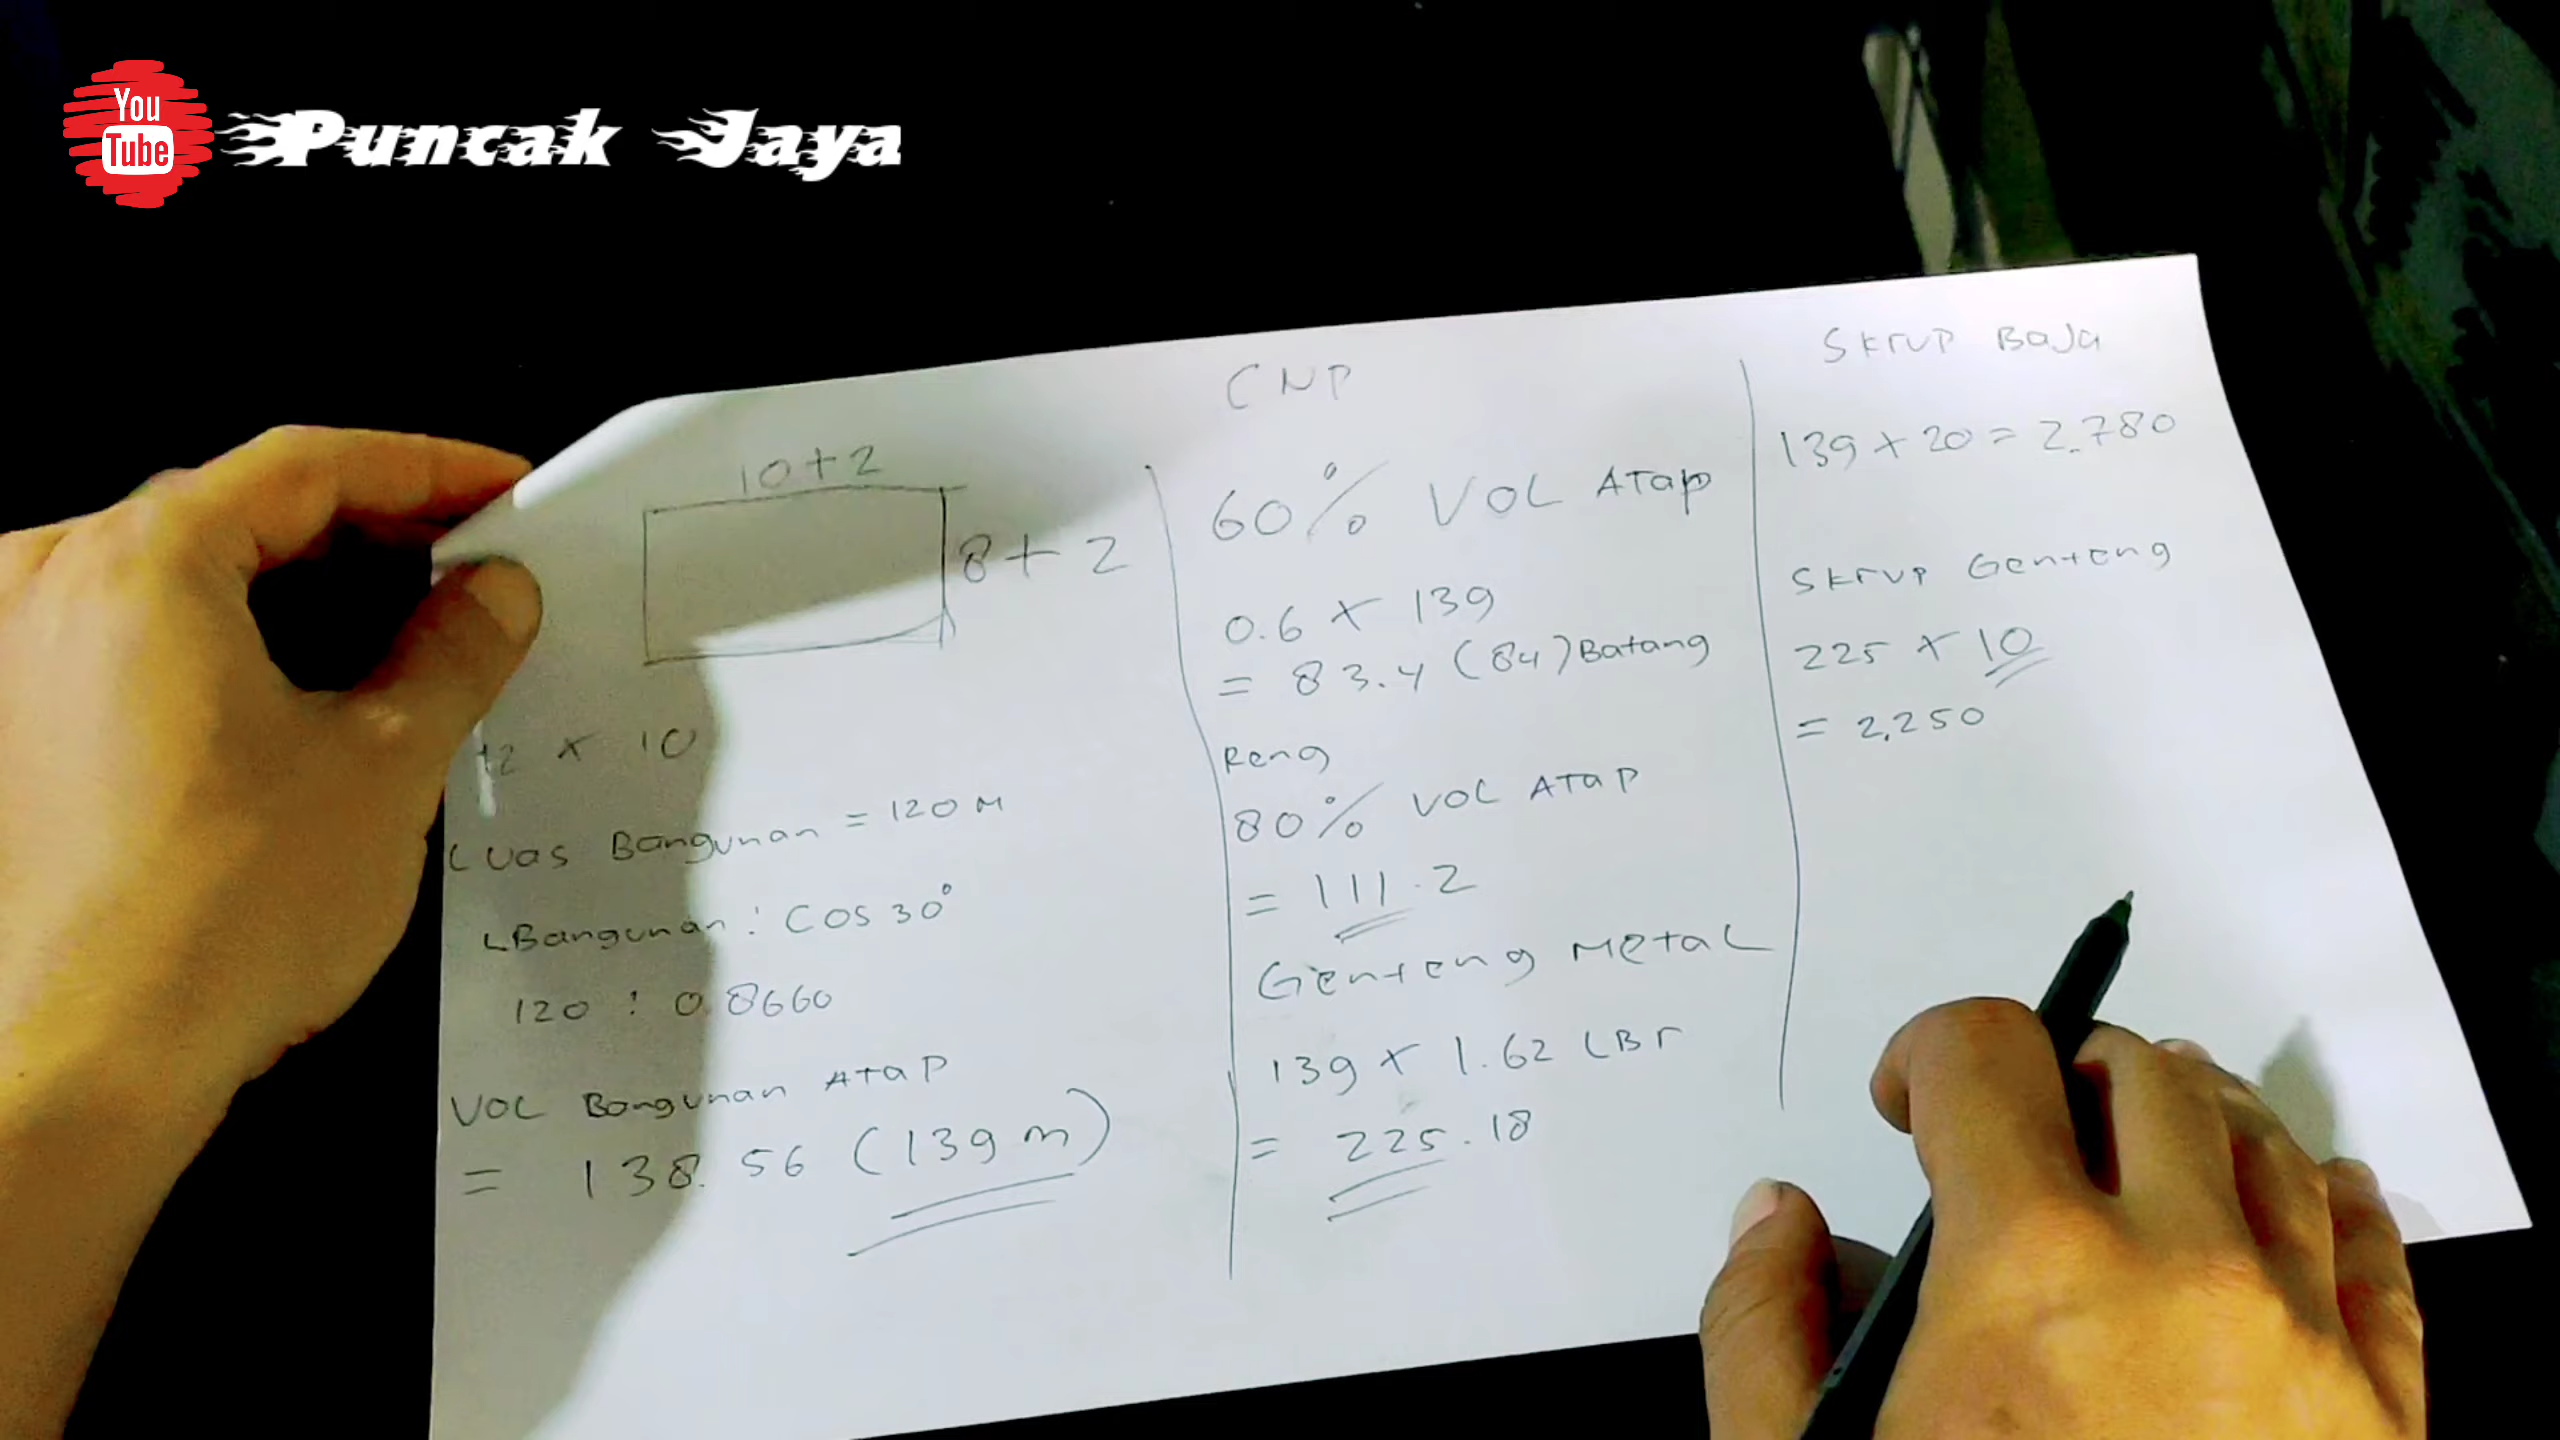 You
Tube
Puncak Jaya
10+2
8+2
12 x 10
Luas Bangunan = 120 M
LBangunan : Cos 30°
120 : 0.8660
VOL Bangunan Atap
= 138.56 (139 m)
CNP
60% VOL Atap
0.6 x 139
= 83.4 (84) Batang
Reng
80% VOL Atap
= 111.2
Genteng Metal
139 x 1.62 LBr
= 225.18
Skrup Baja
139 x 20 = 2.780
Skrup Genteng
225 x 10
= 2,250